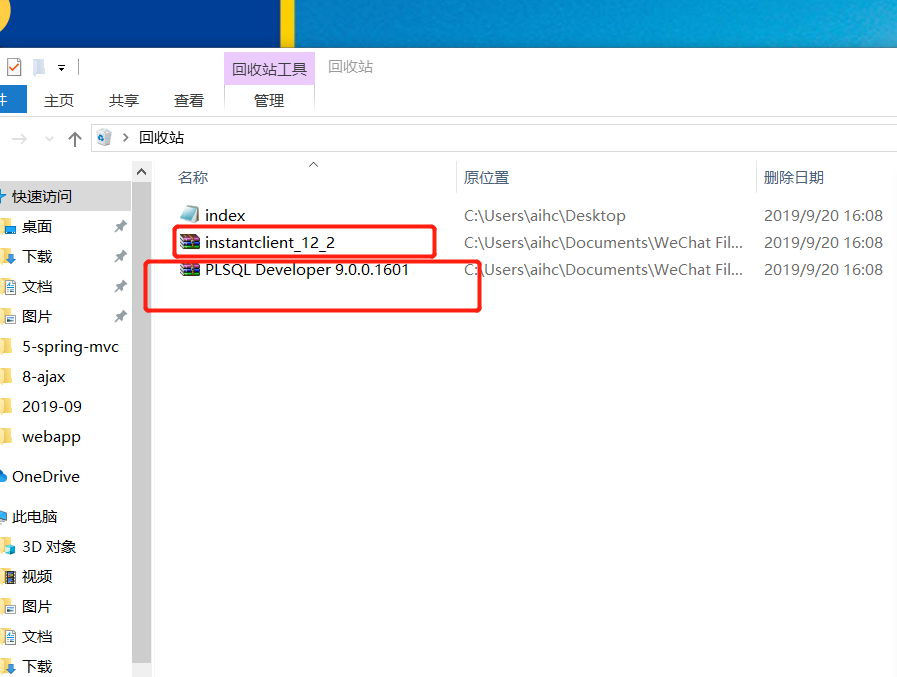 回收站工具 回收站
件 主页 共享 查看 管理
回收站
名称 原位置 删除日期
index C:\Users\aihc\Desktop 2019/9/20 16:08
instantclient_12_2 C:\Users\aihc\Documents\WeChat Fil... 2019/9/20 16:08
PLSQL Developer 9.0.0.1601 C:\Users\aihc\Documents\WeChat Fil... 2019/9/20 16:08
快速访问
桌面
下载
文档
图片
5-spring-mvc
8-ajax
2019-09
webapp
OneDrive
此电脑
3D 对象
视频
图片
文档
下载